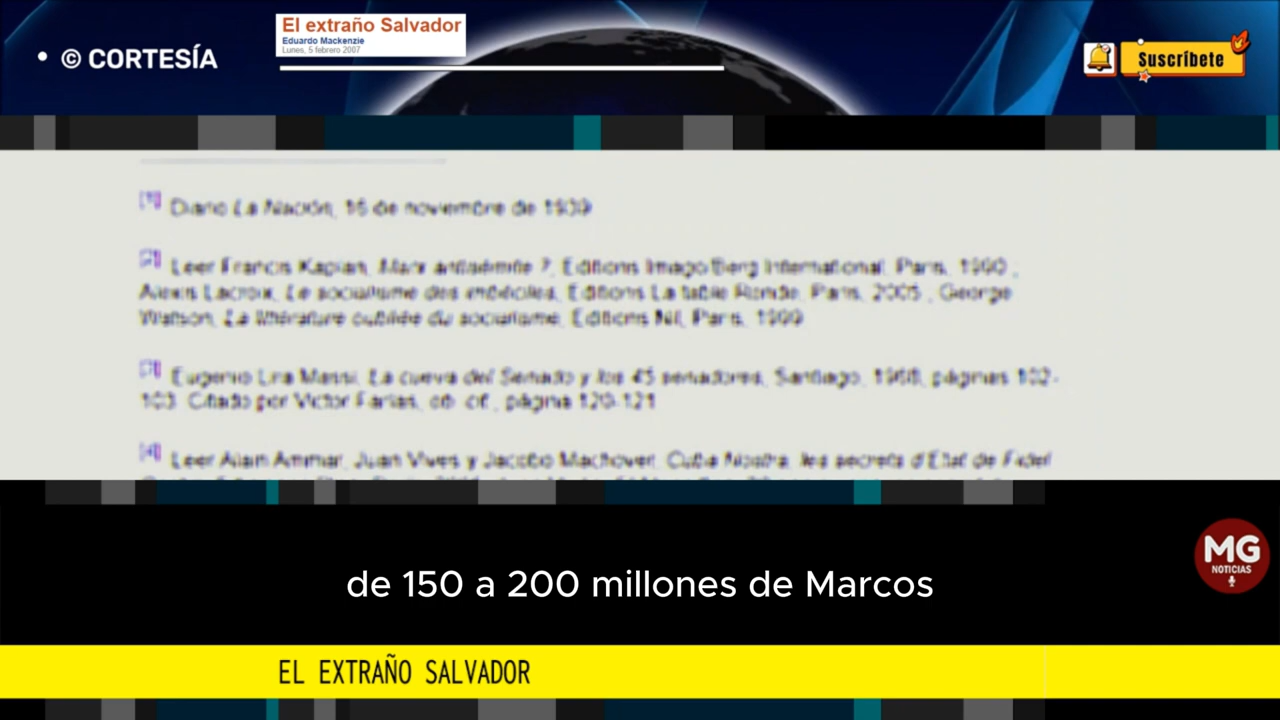 • © CORTESÍA
El extraño Salvador
Eduardo Mackenzie
Lunes, 5 febrero 2007
Suscríbete
[1] Diario La Nación, 16 de noviembre de 1939
[2] Leer Francis Kaplan, Marx antisémite ?, Editions Imago/Berg International, Paris, 1990 ;
Alexis Lacroix, Le socialisme des imbéciles, Editions La table Ronde, Paris, 2005 ; George
Watson, La littérature oubliée du socialisme, Editions Nil, Paris, 1999
[3] Eugenio Lira Massi, La cueva del Senado y los 45 senadores, Santiago, 1968, páginas 102-
103. Citado por Victor Farías, op. cit., página 120-121
[4] Leer Alain Ammar, Juan Vives y Jacobo Machover, Cuba Nostra, les secrets d'Etat de Fidel
de 150 a 200 millones de Marcos
MG
NOTICIAS
EL EXTRAÑO SALVADOR